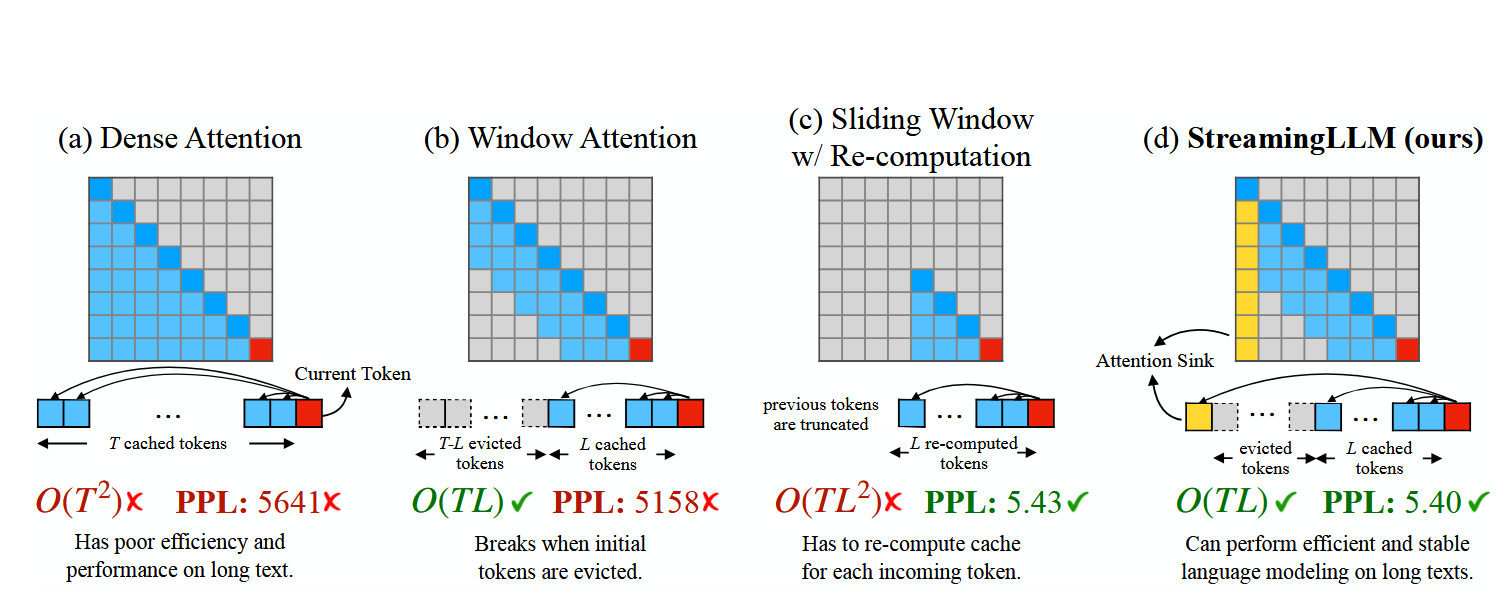 (a) Dense Attention
Current Token
...
T cached tokens
O(T²)✗ PPL: 5641✗
Has poor efficiency and
performance on long text.
(b) Window Attention
... ...
T-L evicted
tokens
L cached
tokens
O(TL)✓ PPL: 5158✗
Breaks when initial
tokens are evicted.
(c) Sliding Window
w/ Re-computation
previous tokens
are truncated
...
L re-computed
tokens
O(TL²)✗ PPL: 5.43✓
Has to re-compute cache
for each incoming token.
(d) StreamingLLM (ours)
Attention Sink
... ...
evicted
tokens
L cached
tokens
O(TL)✓ PPL: 5.40✓
Can perform efficient and stable
language modeling on long texts.